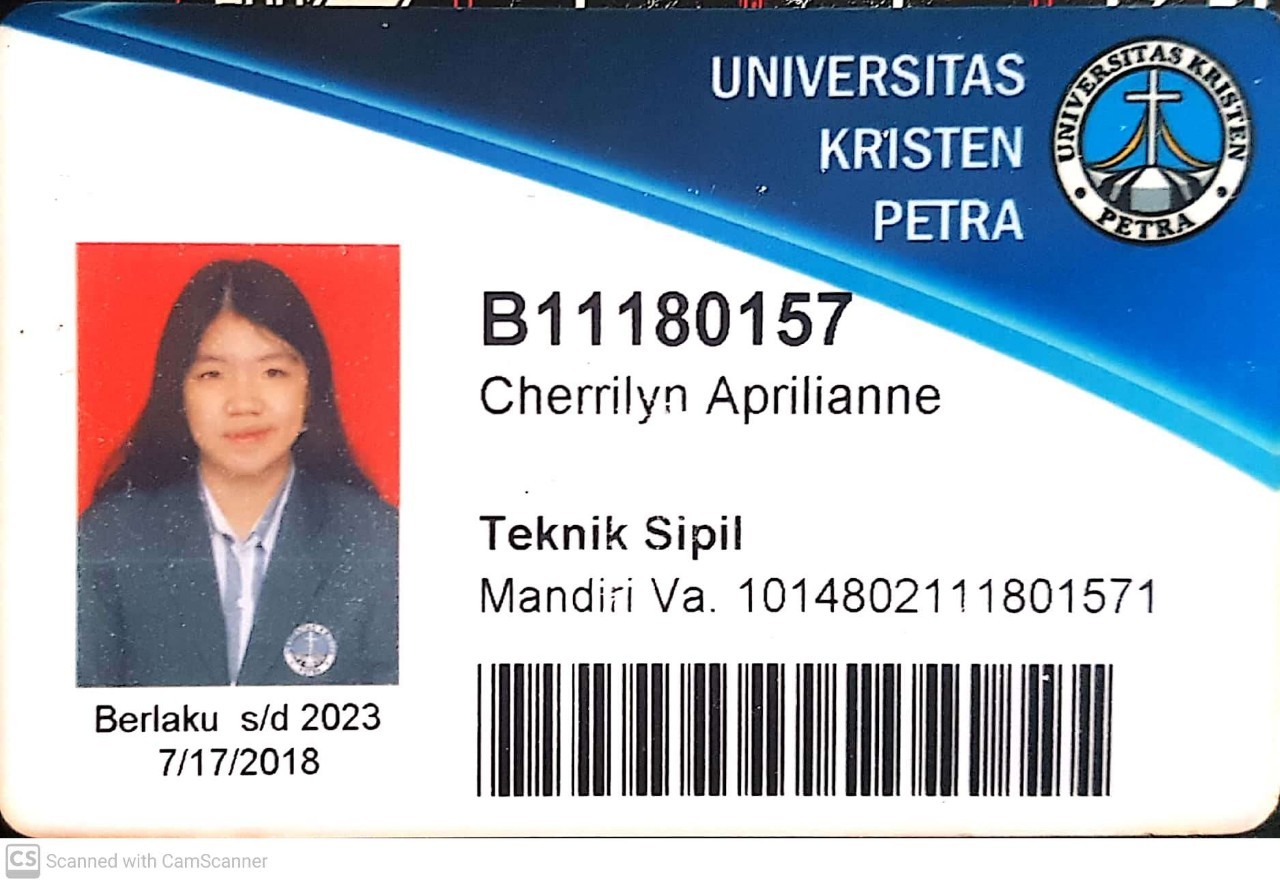 UNIVERSITAS
KRISTEN
PETRA
UNIVERSITAS KRISTEN
PETRA
B11180157
Cherrilyn Aprilianne
Teknik Sipil
Mandiri Va. 1014802111801571
Berlaku s/d 2023
7/17/2018
CS Scanned with CamScanner